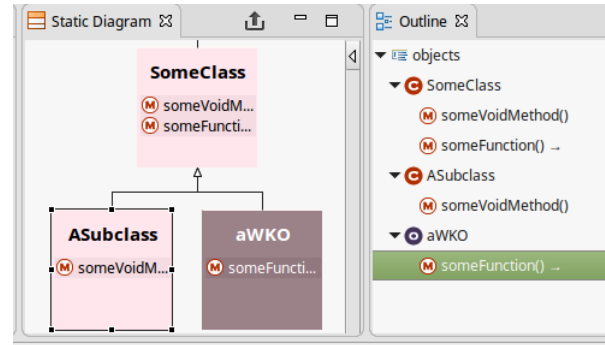 Static Diagram
SomeClass
M someVoidM...
M someFuncti...
ASubclass
M someVoidM...
aWKO
M someFuncti...
Outline
objects
C SomeClass
M someVoidMethod()
M someFunction() →
C ASubclass
M someVoidMethod()
O aWKO
M someFunction() →